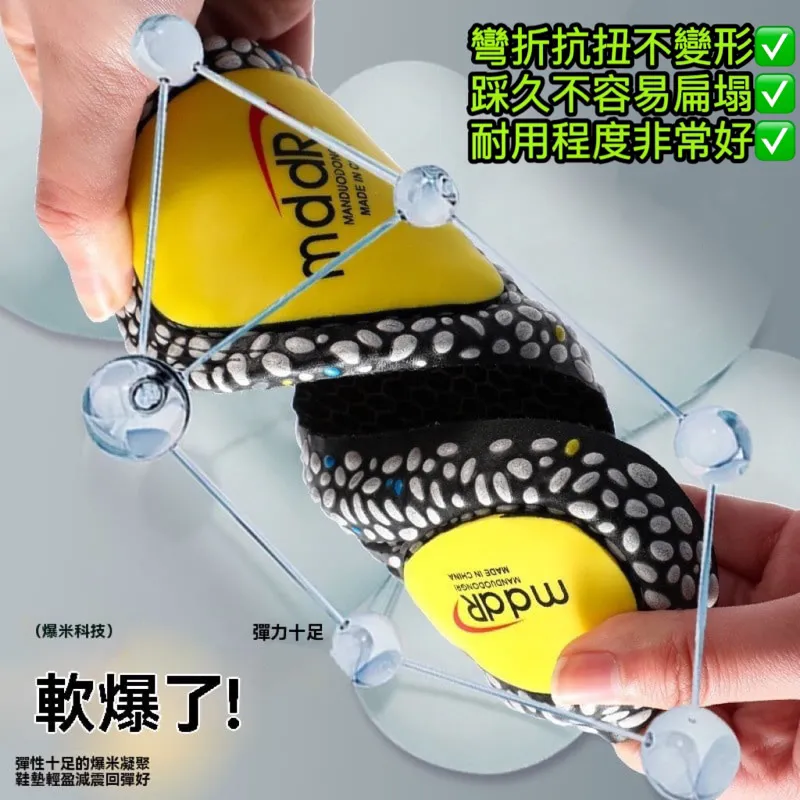 彎折抗扭不變形✅
踩久不容易扁塌✅
耐用程度非常好✅
mddR
MANDUODON
MADE IN C
mddR
MANDUODONGRI
MADE IN CHINA
（爆米科技）
彈力十足
軟爆了！
彈性十足的爆米凝聚
鞋墊輕盈減震回彈好